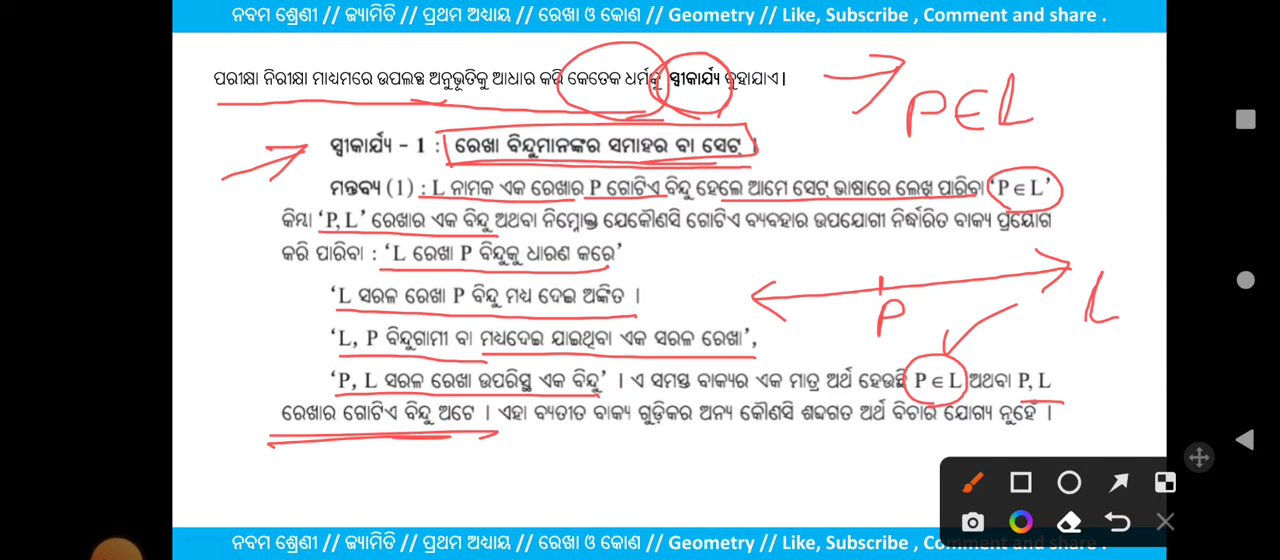 ନବମ ଶ୍ରେଣୀ // ଜ୍ୟାମିତି // ପ୍ରଥମ ଅଧ୍ୟାୟ // ରେଖା ଓ କୋଣ // Geometry // Like, Subscribe , Comment and share .
ପରୀକ୍ଷା ନିରୀକ୍ଷା ମାଧ୍ୟମରେ ଉପଲବ୍ଧ ଅନୁଭୂତିକୁ ଆଧାର କରି କେତେକ ଧର୍ମକୁ ସ୍ୱୀକାର୍ଯ୍ୟ କୁହାଯାଏ ।
P∈L
ସ୍ୱୀକାର୍ଯ୍ୟ - 1 : ରେଖା ବିନ୍ଦୁମାନଙ୍କର ସମାହାର ବା ସେଟ୍ ।
ମନ୍ତବ୍ୟ (1) : L ନାମକ ଏକ ରେଖାର P ଗୋଟିଏ ବିନ୍ଦୁ ହେଲେ ଆମେ ସେଟ୍ ଭାଷାରେ ଲେଖି ପାରିବା ‘P ∈ L’
କିମ୍ବା ‘P, L’ ରେଖାର ଏକ ବିନ୍ଦୁ ଅଥବା ନିମ୍ନୋକ୍ତ ଯେକୌଣସି ଗୋଟିଏ ବ୍ୟବହାର ଉପଯୋଗୀ ନିର୍ଦ୍ଧାରିତ ବାକ୍ୟ ପ୍ରୟୋଗ
କରି ପାରିବା : ‘L ରେଖା P ବିନ୍ଦୁକୁ ଧାରଣ କରେ’
‘L ସରଳ ରେଖା P ବିନ୍ଦୁ ମଧ୍ୟ ଦେଇ ଅଙ୍କିତ ।
P
L
‘L, P ବିନ୍ଦୁଗାମୀ ବା ମଧ୍ୟଦେଇ ଯାଇଥିବା ଏକ ସରଳ ରେଖା’,
‘P, L ସରଳ ରେଖା ଉପରିସ୍ଥ ଏକ ବିନ୍ଦୁ’ । ଏ ସମସ୍ତ ବାକ୍ୟର ଏକ ମାତ୍ର ଅର୍ଥ ହେଉଛି P ∈ L ଅଥବା P, L
ରେଖାର ଗୋଟିଏ ବିନ୍ଦୁ ଅଟେ । ଏହା ବ୍ୟତୀତ ବାକ୍ୟ ଗୁଡ଼ିକର ଅନ୍ୟ କୌଣସି ଶବ୍ଦଗତ ଅର୍ଥ ବିଚାର ଯୋଗ୍ୟ ନୁହେଁ ।
ନବମ ଶ୍ରେଣୀ // ଜ୍ୟାମିତି // ପ୍ରଥମ ଅଧ୍ୟାୟ // ରେଖା ଓ କୋଣ // Geometry // Like, Subscribe , Comment and share .